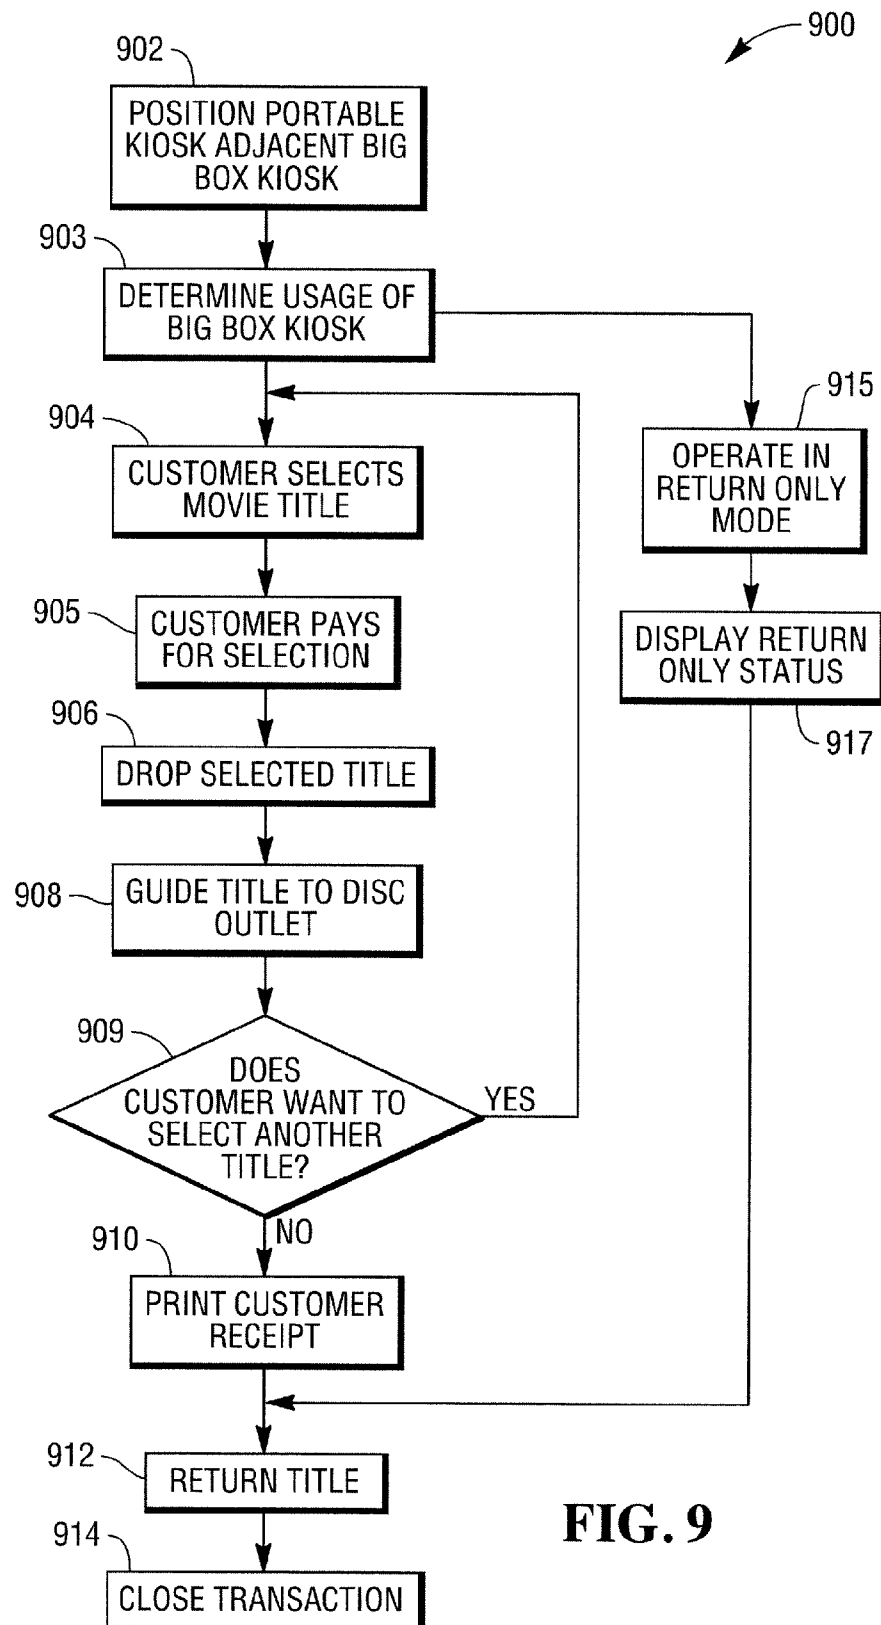 900
902
POSITION PORTABLE
KIOSK ADJACENT BIG
BOX KIOSK
903
DETERMINE USAGE OF
BIG BOX KIOSK
904
CUSTOMER SELECTS
MOVIE TITLE
915
OPERATE IN
RETURN ONLY
MODE
905
CUSTOMER PAYS
FOR SELECTION
DISPLAY RETURN
ONLY STATUS
917
906
DROP SELECTED TITLE
908
GUIDE TITLE TO DISC
OUTLET
909
DOES
CUSTOMER WANT TO
SELECT ANOTHER
TITLE?
YES
NO
910
PRINT CUSTOMER
RECEIPT
912
RETURN TITLE
FIG. 9
914
CLOSE TRANSACTION